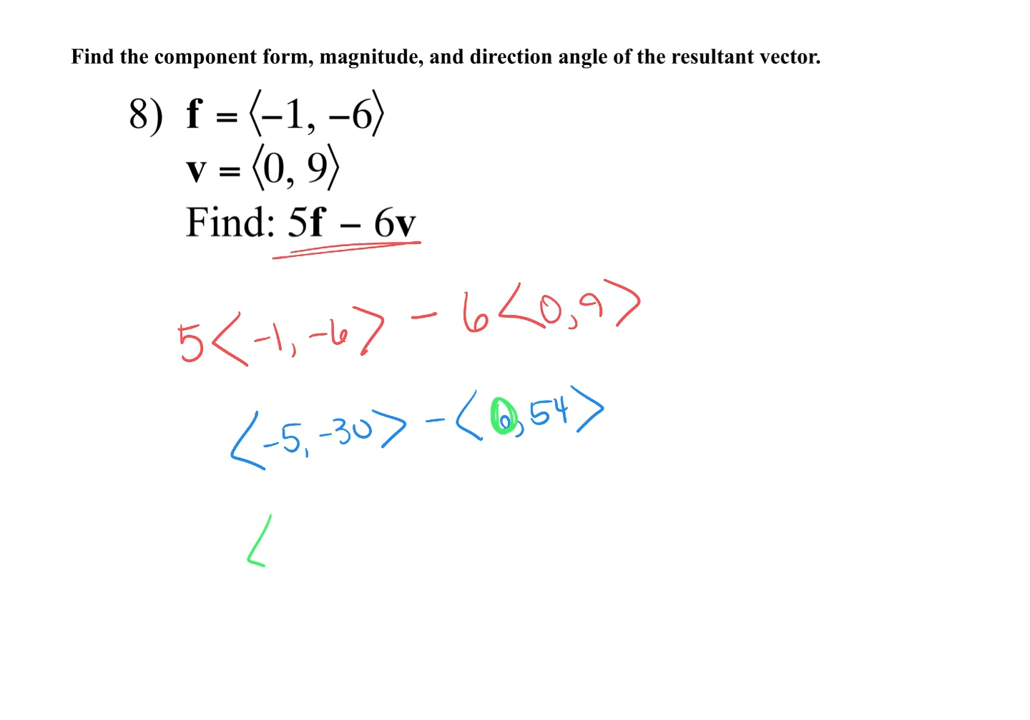 Find the component form, magnitude, and direction angle of the resultant vector.
8) f = ⟨−1, −6⟩
v = ⟨0, 9⟩
Find: 5f − 6v
5<-1, -6> - 6<0, 9>
<-5, -30> - <0, 54>
<